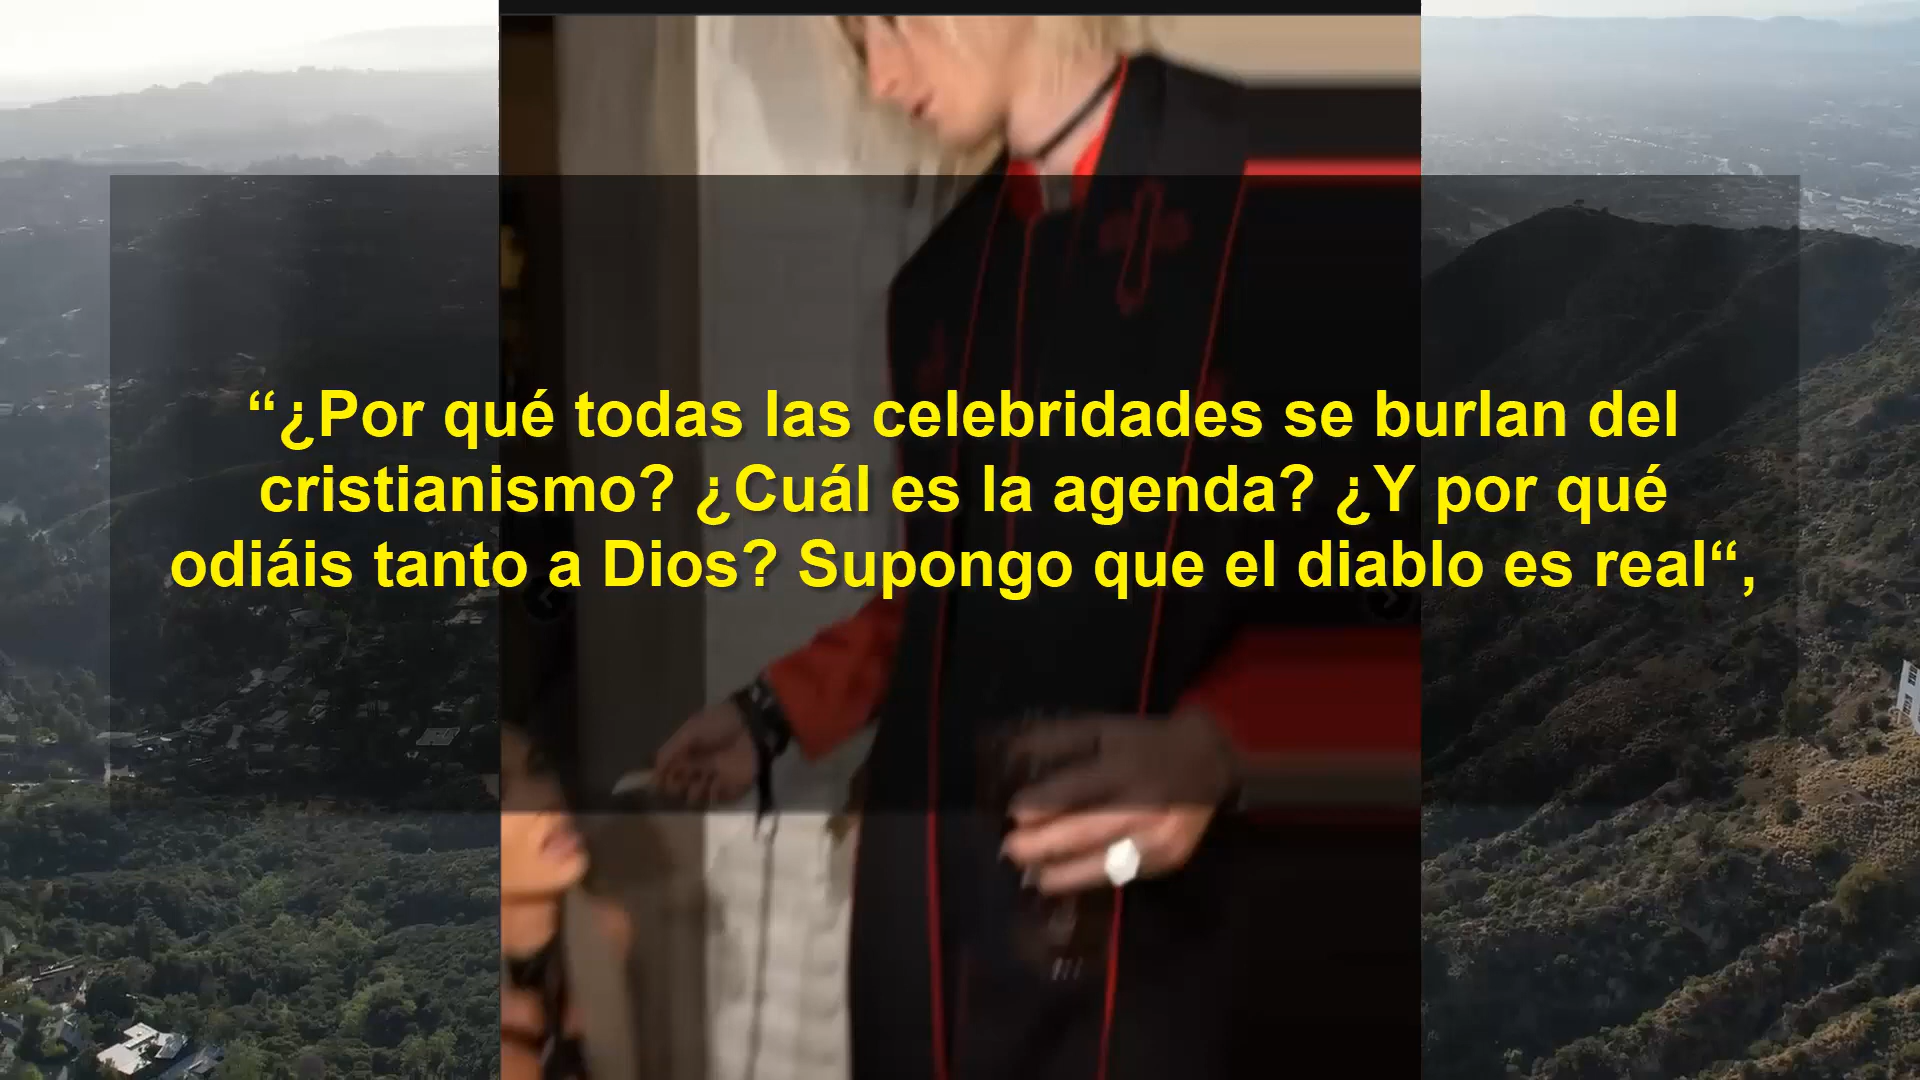 “¿Por qué todas las celebridades se burlan del
cristianismo? ¿Cuál es la agenda? ¿Y por qué
odiáis tanto a Dios? Supongo que el diablo es real“,